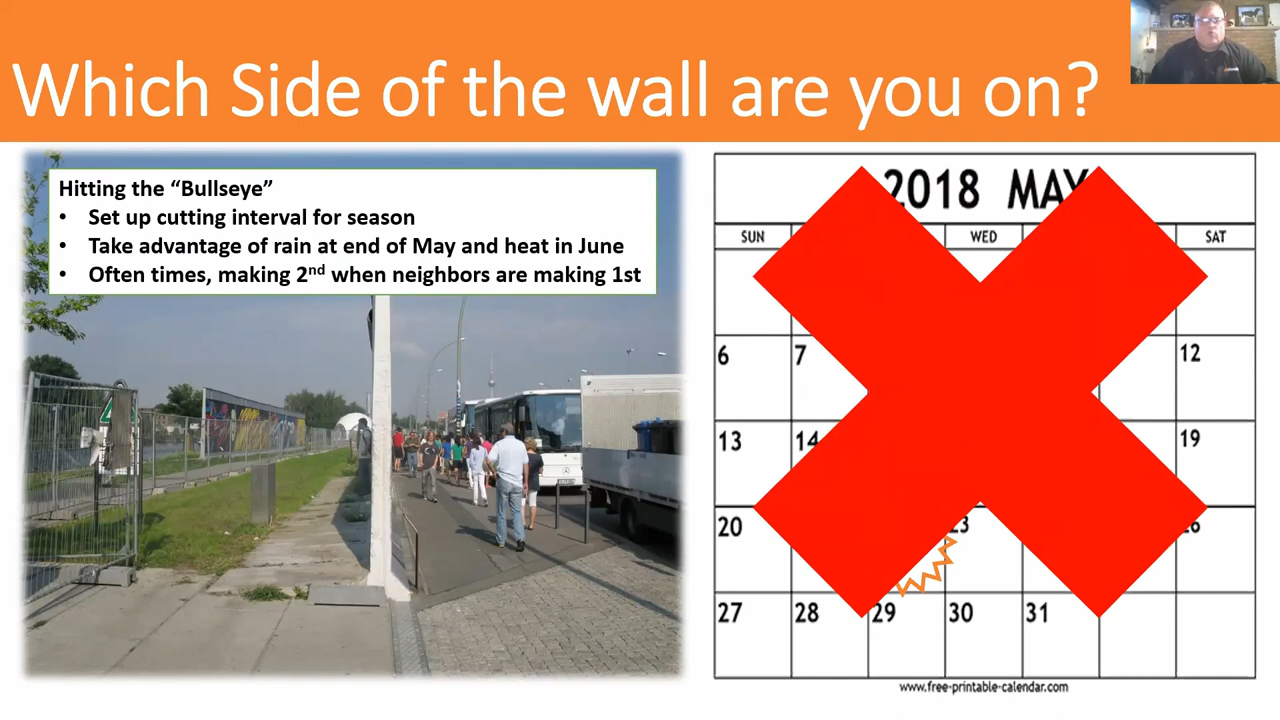 Which Side of the wall are you on?
Hitting the “Bullseye”
• Set up cutting interval for season
• Take advantage of rain at end of May and heat in June
• Often times, making 2nd when neighbors are making 1st
2018 MAY
SUN WED SAT
6 7 12
13 14 19
20 23 26
27 28 29 30 31
www.free-printable-calendar.com